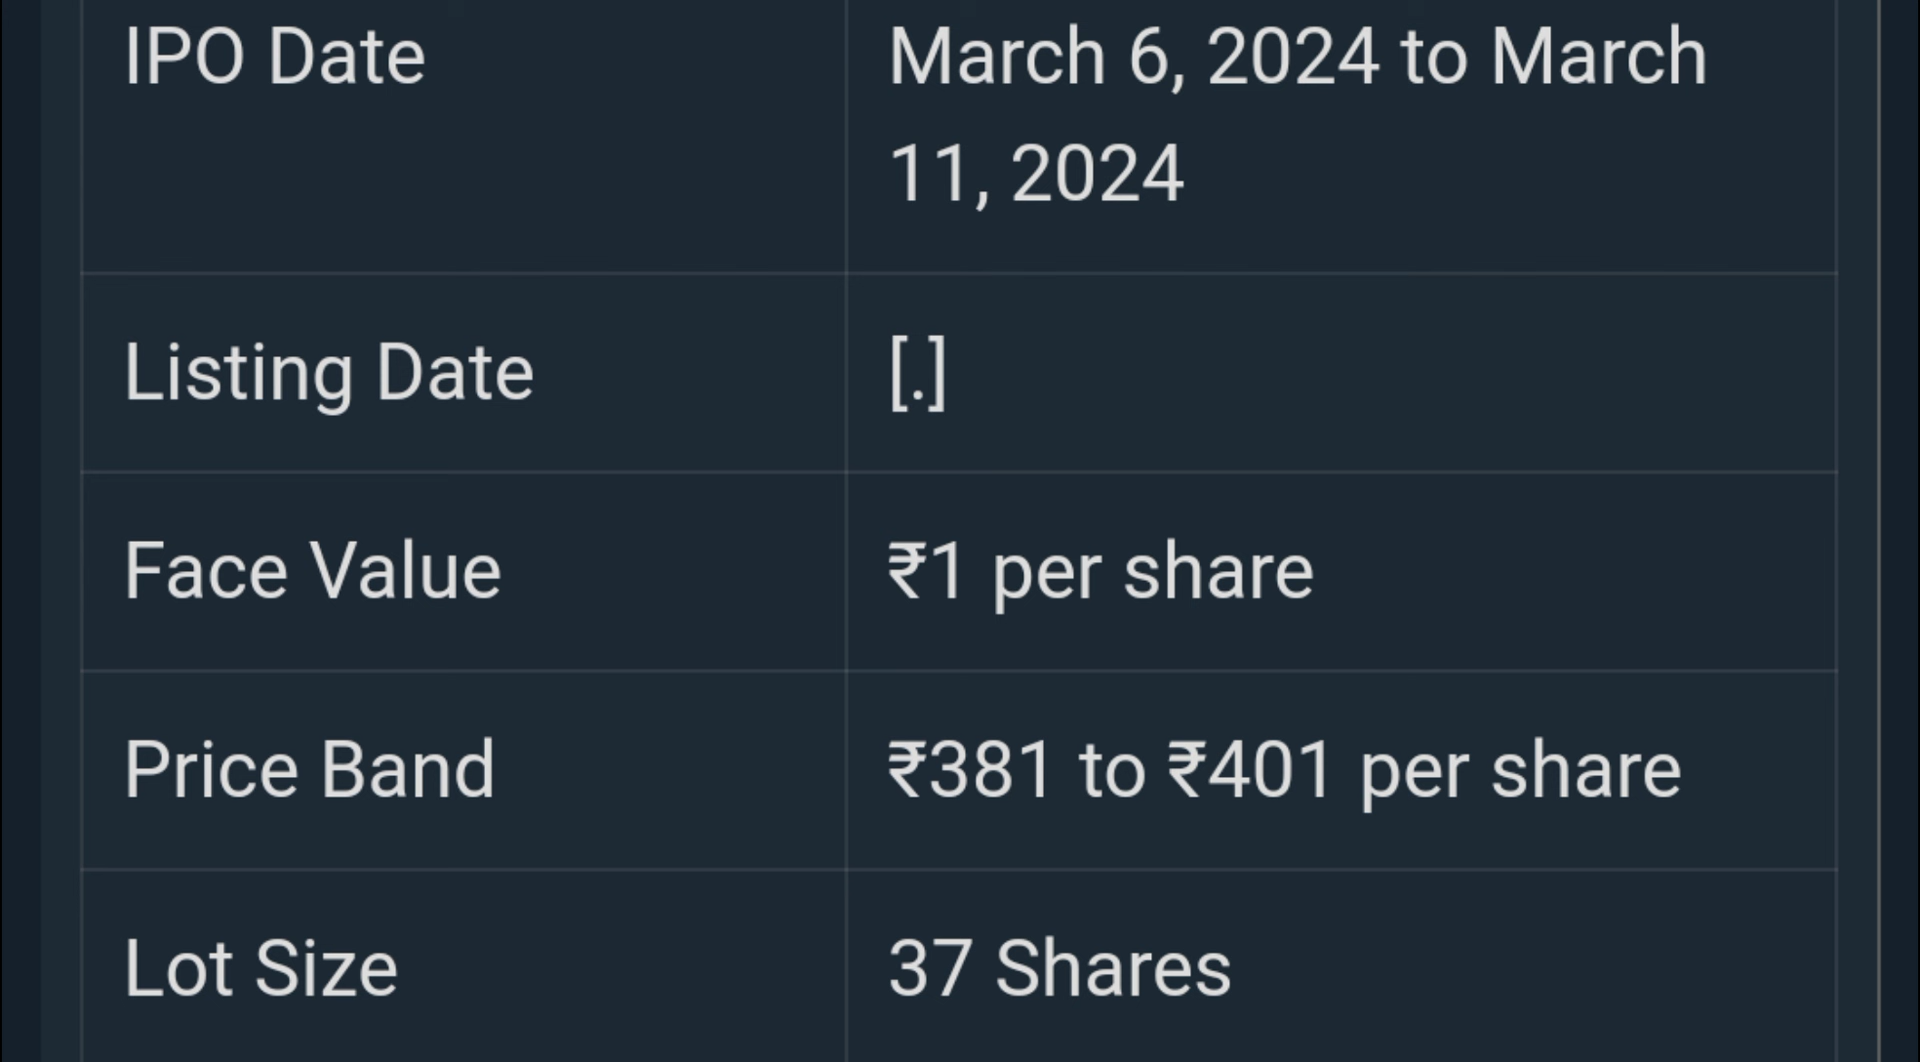 IPO Date
March 6, 2024 to March
11, 2024
Listing Date
[.]
Face Value
₹1 per share
Price Band
₹381 to ₹401 per share
Lot Size
37 Shares